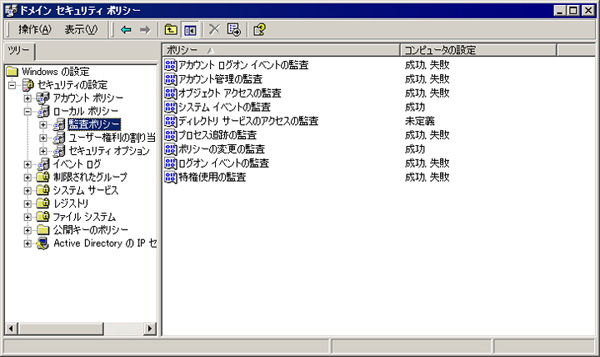 ドメイン セキュリティ ポリシー
操作(A) 表示(V)
ツリー
ポリシー コンピュータの設定
Windows の設定
セキュリティの設定
アカウント ポリシー
ローカル ポリシー
監査ポリシー
ユーザー権利の割り当
セキュリティ オプション
イベント ログ
制限されたグループ
システム サービス
レジストリ
ファイル システム
公開キーのポリシー
Active Directory の IP セ
アカウント ログオン イベントの監査 成功, 失敗
アカウント管理の監査 成功, 失敗
オブジェクト アクセスの監査 成功, 失敗
システム イベントの監査 成功
ディレクトリ サービスのアクセスの監査 未定義
プロセス追跡の監査 成功, 失敗
ポリシーの変更の監査 成功
ログオン イベントの監査 成功, 失敗
特権使用の監査 成功, 失敗